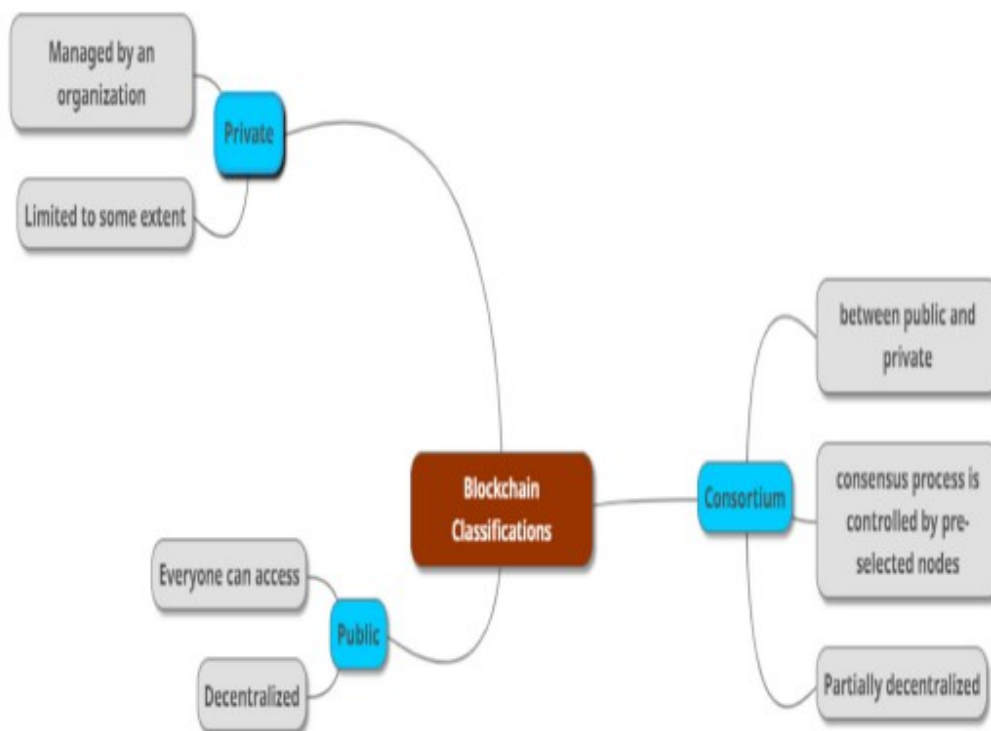 Managed by an
organization
Private
Limited to some extent
between public and
private
Blockchain
Classifications
Consortium
consensus process is
controlled by pre-
selected nodes
Everyone can access
Public
Decentralized
Partially decentralized